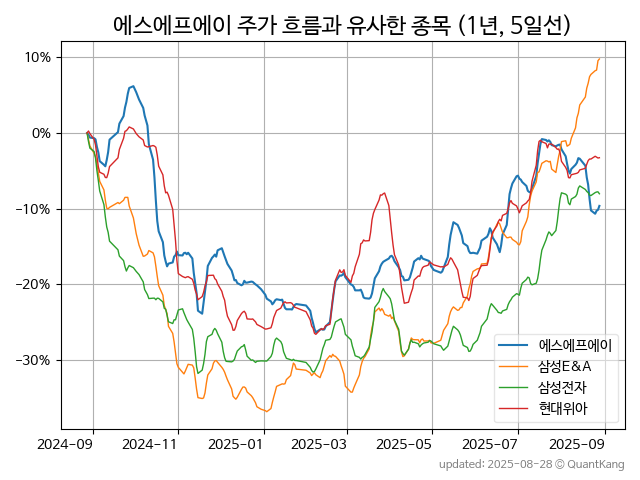 에스에프에이 주가 흐름과 유사한 종목 (1년, 5일선)
10%
0%
−10%
−20%
−30%
에스에프에이
삼성E&A
삼성전자
현대위아
2024-09
2024-11
2025-01
2025-03
2025-05
2025-07
2025-09
updated: 2025-08-28 © QuantKang